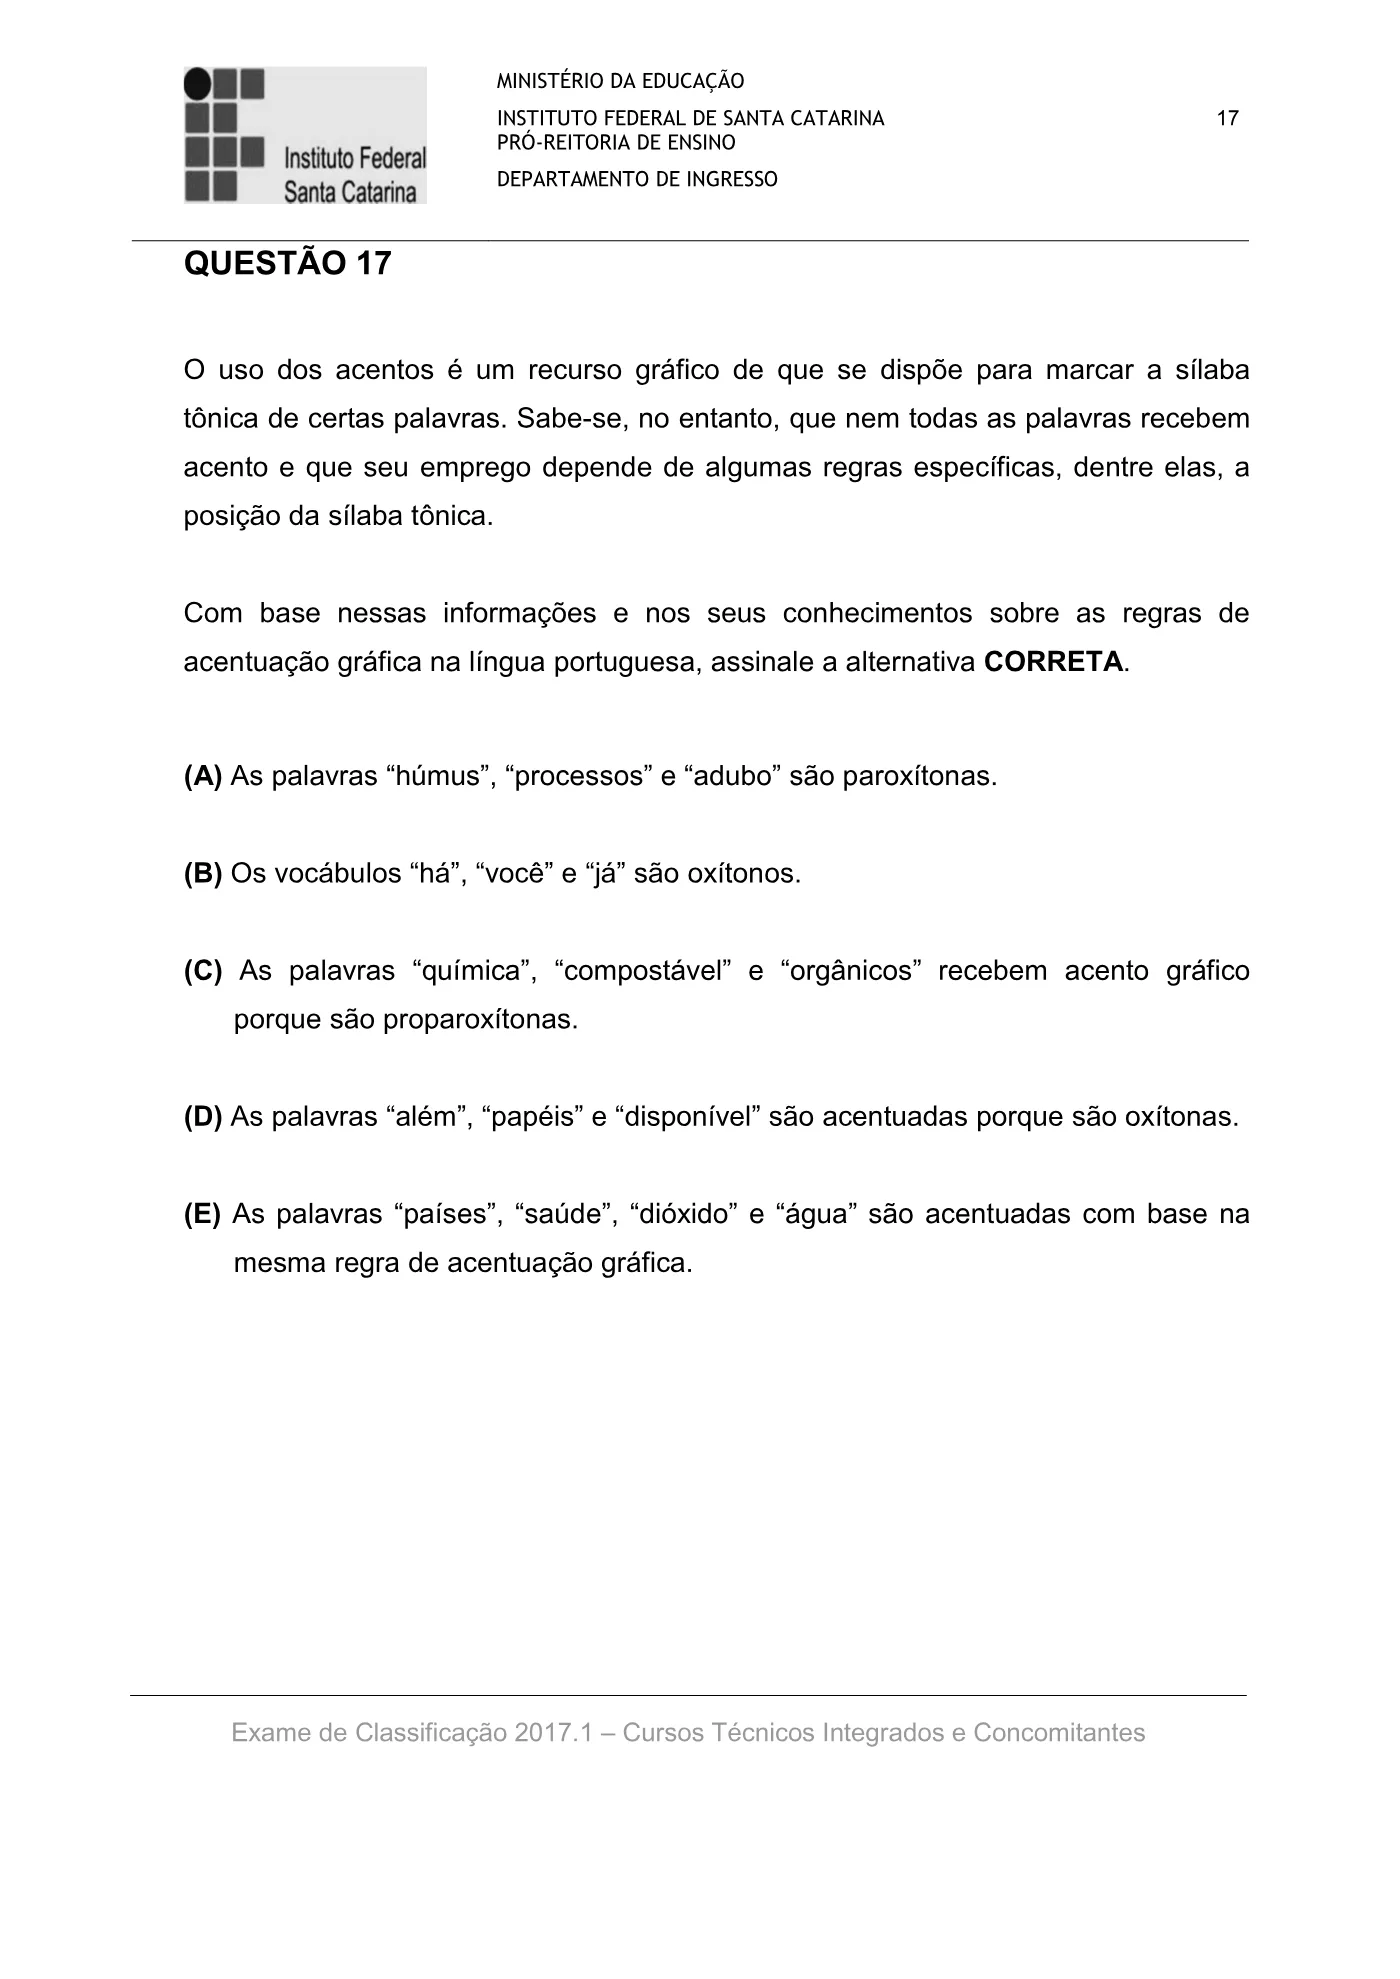 Instituto Federal
Santa Catarina
MINISTÉRIO DA EDUCAÇÃO
INSTITUTO FEDERAL DE SANTA CATARINA
PRÓ-REITORIA DE ENSINO
DEPARTAMENTO DE INGRESSO
17
QUESTÃO 17
O uso dos acentos é um recurso gráfico de que se dispõe para marcar a sílaba
tônica de certas palavras. Sabe-se, no entanto, que nem todas as palavras recebem
acento e que seu emprego depende de algumas regras específicas, dentre elas, a
posição da sílaba tônica.
Com base nessas informações e nos seus conhecimentos sobre as regras de
acentuação gráfica na língua portuguesa, assinale a alternativa CORRETA.
(A) As palavras “húmus”, “processos” e “adubo” são paroxítonas.
(B) Os vocábulos “há”, “você” e “já” são oxítonos.
(C) As palavras “química”, “compostável” e “orgânicos” recebem acento gráfico
porque são proparoxítonas.
(D) As palavras “além”, “papéis” e “disponível” são acentuadas porque são oxítonas.
(E) As palavras “países”, “saúde”, “dióxido” e “água” são acentuadas com base na
mesma regra de acentuação gráfica.
Exame de Classificação 2017.1 – Cursos Técnicos Integrados e Concomitantes